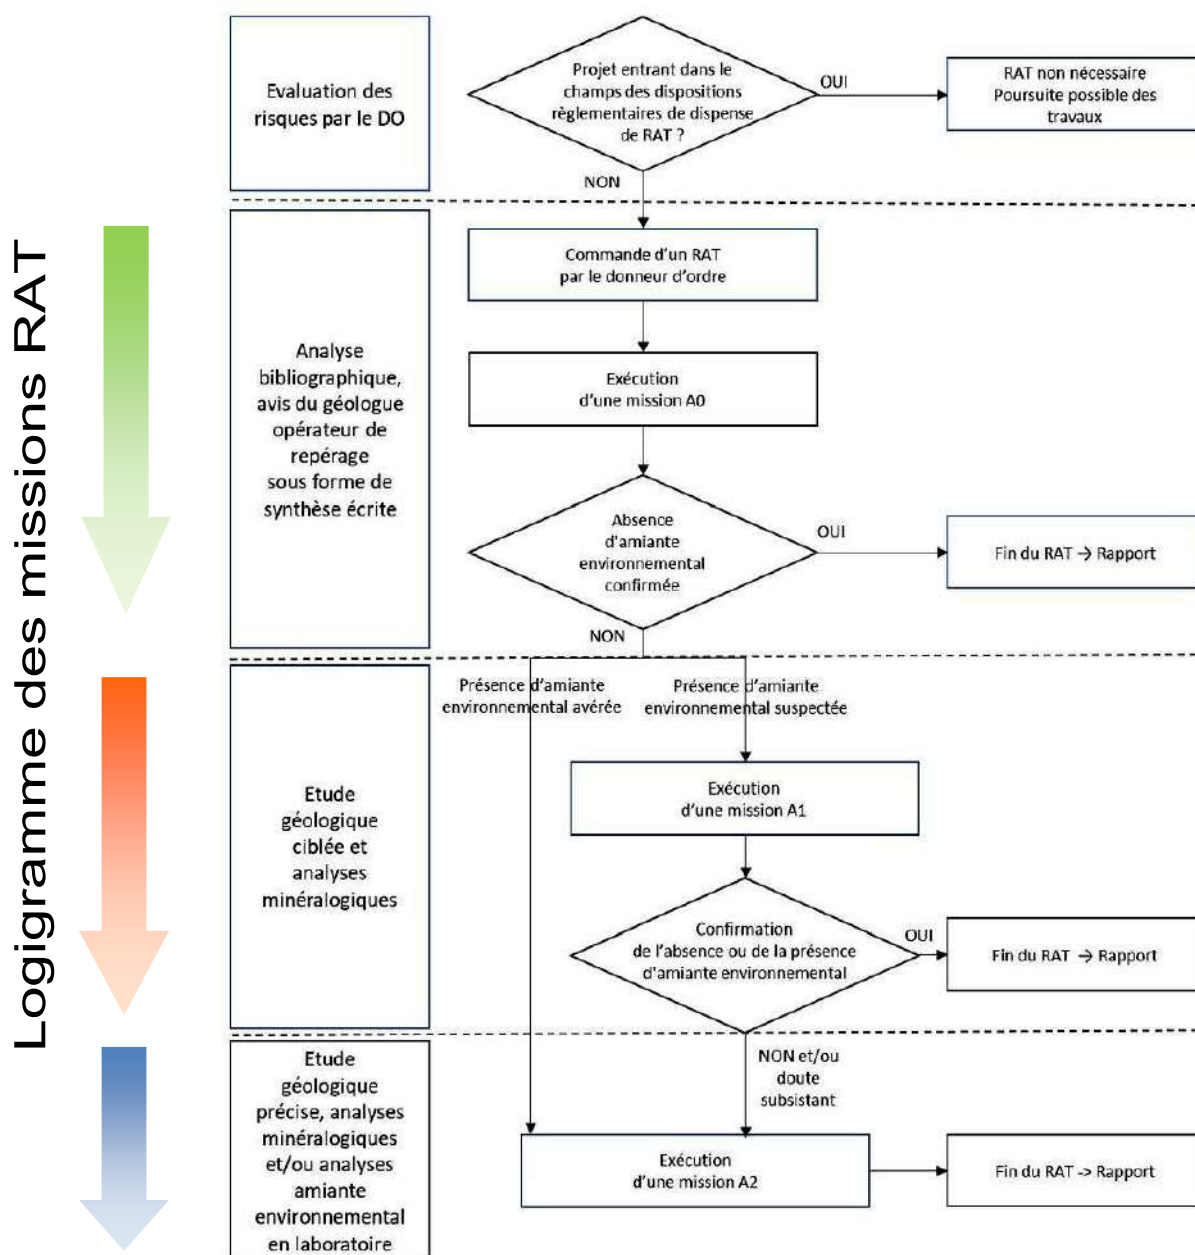 Logigramme des missions RAT
Evaluation des
risques par le DO
Projet entrant dans le
champs des dispositions
règlementaires de dispense
de RAT ?
OUI
RAT non nécessaire
Poursuite possible des
travaux
NON
Analyse
bibliographique,
avis du géologue
opérateur de
repérage
sous forme de
synthèse écrite
Commande d'un RAT
par le donneur d'ordre
Exécution
d'une mission A0
Absence
d'amiante
environnemental
confirmée
OUI
Fin du RAT → Rapport
NON
Présence d'amiante
environnemental avérée
Présence d'amiante
environnemental suspectée
Etude
géologique
ciblée et
analyses
minéralogiques
Exécution
d'une mission A1
Confirmation
de l'absence ou de la présence
d'amiante environnemental
OUI
Fin du RAT → Rapport
NON et/ou
doute
subsistant
Etude
géologique
précise, analyses
minéralogiques
et/ou analyses
amiante
environnemental
en laboratoire
Exécution
d'une mission A2
Fin du RAT -> Rapport